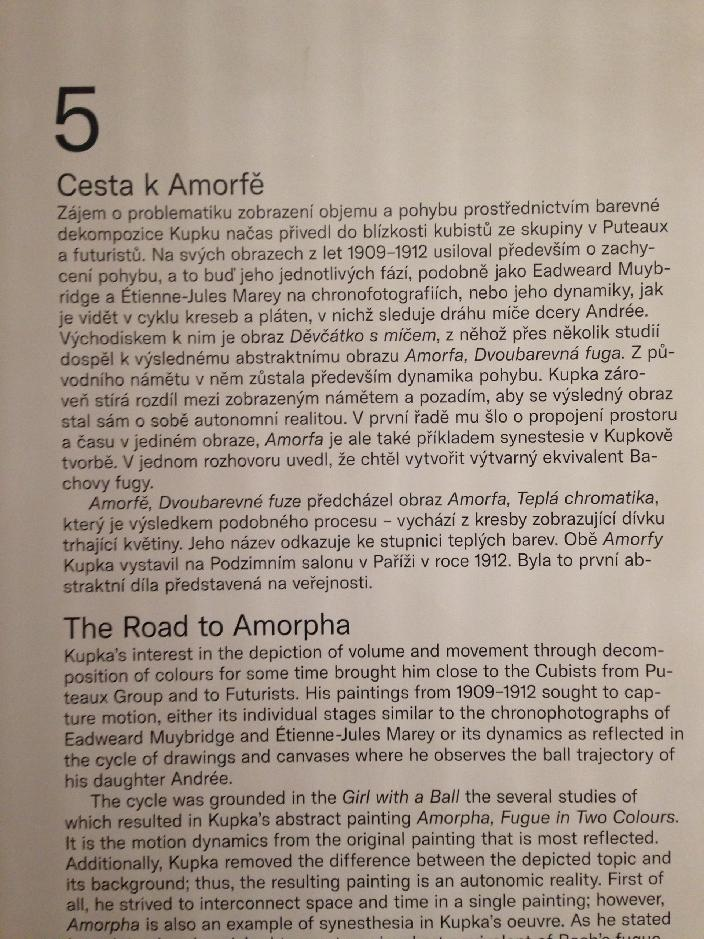 5
Cesta k Amorfě
Zájem o problematiku zobrazení objemu a pohybu prostřednictvím barevné
dekompozice Kupku načas přivedl do blízkosti kubistů ze skupiny v Puteaux
a futuristů. Na svých obrazech z let 1909–1912 usiloval především o zachy-
cení pohybu, a to buď jeho jednotlivých fází, podobně jako Eadweard Muyb-
ridge a Étienne-Jules Marey na chronofotografiích, nebo jeho dynamiky, jak
je vidět v cyklu kreseb a pláten, v nichž sleduje dráhu míče dcery Andrée.
Východiskem k nim je obraz Děvčátko s míčem, z něhož přes několik studií
dospěl k výslednému abstraktnímu obrazu Amorfa, Dvoubarevná fuga. Z pů-
vodního námětu v něm zůstala především dynamika pohybu. Kupka záro-
veň stírá rozdíl mezi zobrazeným námětem a pozadím, aby se výsledný obraz
stal sám o sobě autonomní realitou. V první řadě mu šlo o propojení prostoru
a času v jediném obraze, Amorfa je ale také příkladem synestesie v Kupkově
tvorbě. V jednom rozhovoru uvedl, že chtěl vytvořit výtvarný ekvivalent Ba-
chovy fugy.
Amorfě, Dvoubarevné fuze předcházel obraz Amorfa, Teplá chromatika,
který je výsledkem podobného procesu – vychází z kresby zobrazující dívku
trhající květiny. Jeho název odkazuje ke stupnici teplých barev. Obě Amorfy
Kupka vystavil na Podzimním salonu v Paříži v roce 1912. Byla to první ab-
straktní díla představená na veřejnosti.
The Road to Amorpha
Kupka's interest in the depiction of volume and movement through decom-
position of colours for some time brought him close to the Cubists from Pu-
teaux Group and to Futurists. His paintings from 1909–1912 sought to cap-
ture motion, either its individual stages similar to the chronophotographs of
Eadweard Muybridge and Étienne-Jules Marey or its dynamics as reflected in
the cycle of drawings and canvases where he observes the ball trajectory of
his daughter Andrée.
The cycle was grounded in the Girl with a Ball the several studies of
which resulted in Kupka's abstract painting Amorpha, Fugue in Two Colours.
It is the motion dynamics from the original painting that is most reflected.
Additionally, Kupka removed the difference between the depicted topic and
its background; thus, the resulting painting is an autonomic reality. First of
all, he strived to interconnect space and time in a single painting; however,
Amorpha is also an example of synesthesia in Kupka's oeuvre. As he stated